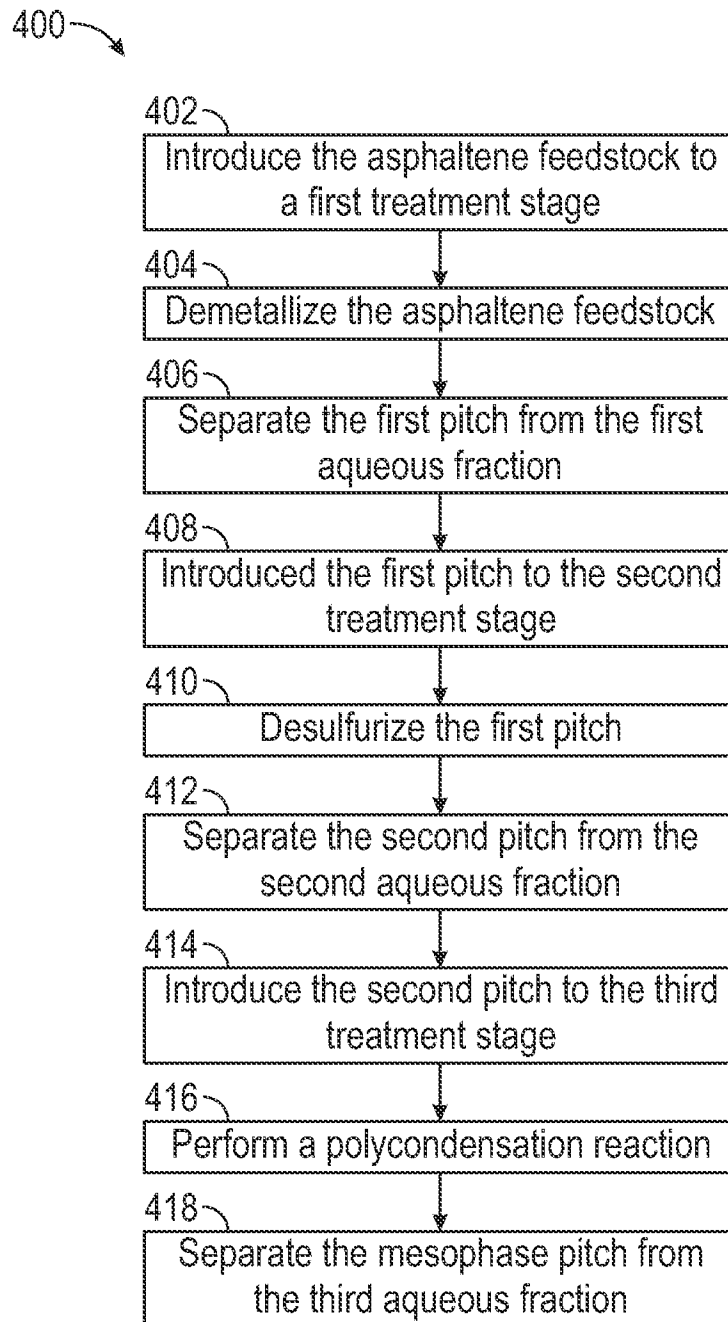 400
402
Introduce the asphaltene feedstock to
a first treatment stage
404
Demetallize the asphaltene feedstock
406
Separate the first pitch from the first
aqueous fraction
408
Introduced the first pitch to the second
treatment stage
410
Desulfurize the first pitch
412
Separate the second pitch from the
second aqueous fraction
414
Introduce the second pitch to the third
treatment stage
416
Perform a polycondensation reaction
418
Separate the mesophase pitch from
the third aqueous fraction